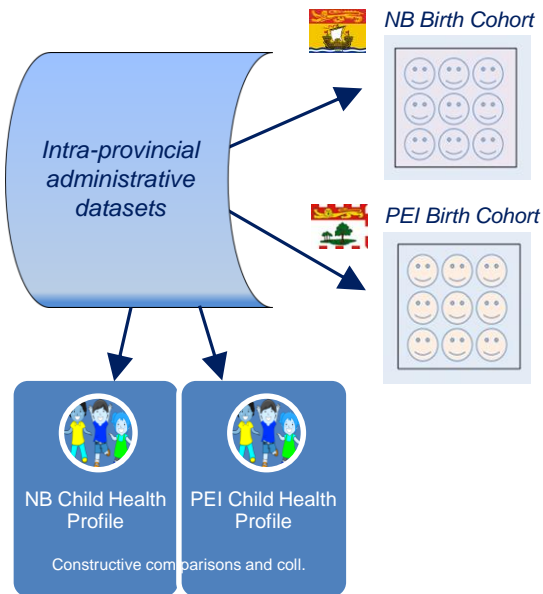 NB Birth Cohort
Intra-provincial
administrative
datasets
PEI Birth Cohort
NB Child Health
Profile
PEI Child Health
Profile
Constructive comparisons and coll.